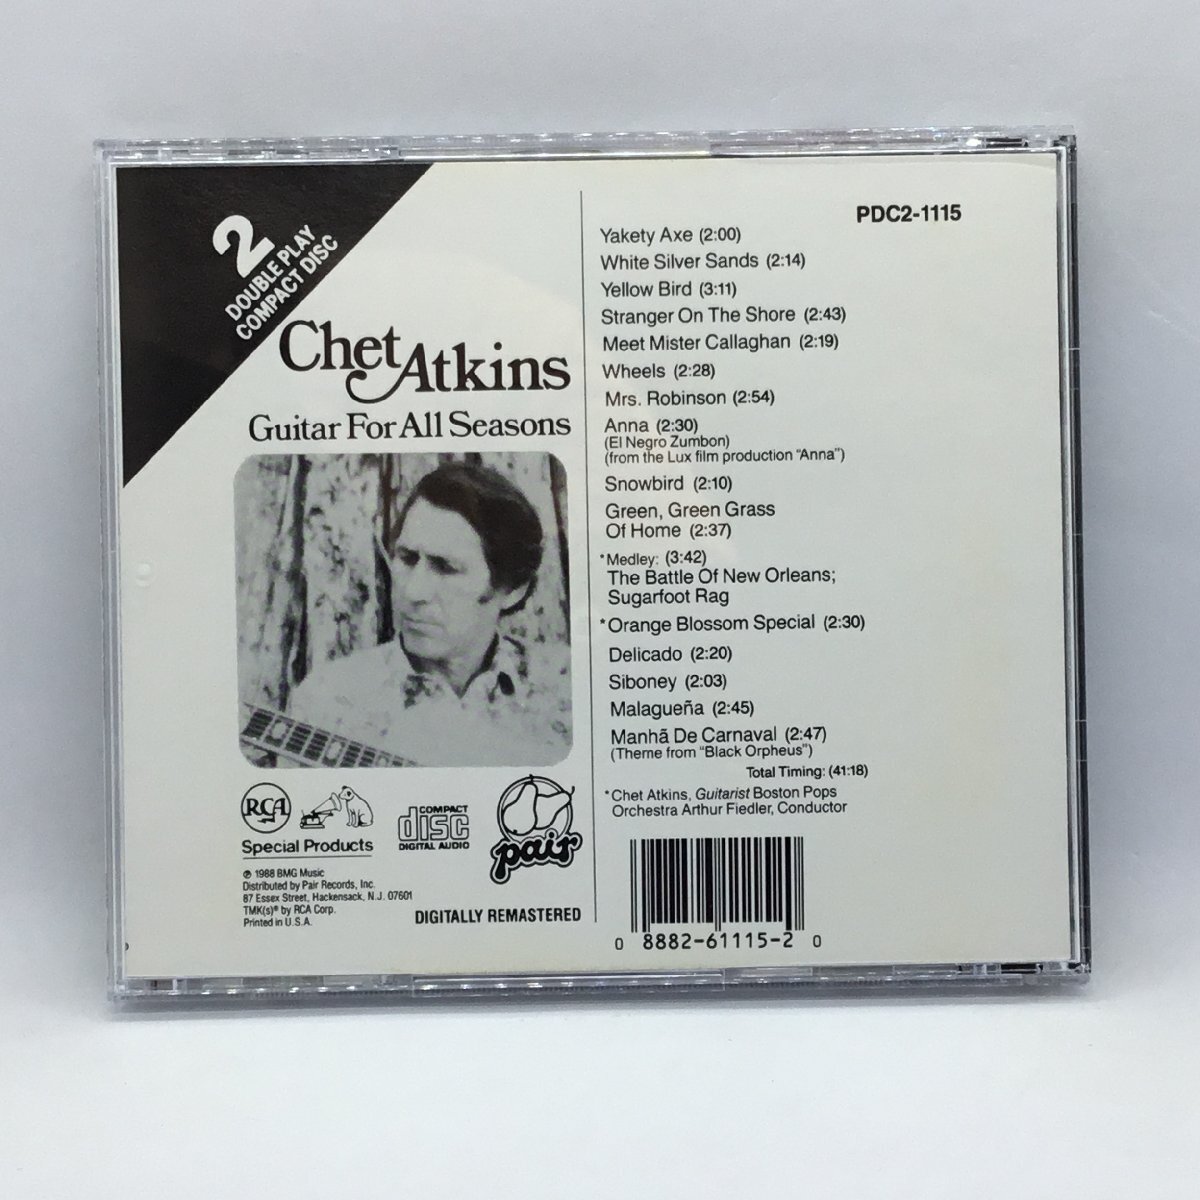 2
DOUBLE PLAY
COMPACT DISC
Chet Atkins
Guitar For All Seasons
RCA
Special Products
COMPACT
disc
DIGITAL AUDIO
pair
℗ 1988 BMG Music
Distributed by Pair Records, Inc.
87 Essex Street, Hackensack, N.J. 07601
TMK(s)® by RCA Corp.
Printed in U.S.A.
DIGITALLY REMASTERED
PDC2-1115
Yakety Axe (2:00)
White Silver Sands (2:14)
Yellow Bird (3:11)
Stranger On The Shore (2:43)
Meet Mister Callaghan (2:19)
Wheels (2:28)
Mrs. Robinson (2:54)
Anna (2:30)
(El Negro Zumbon)
(from the Lux film production "Anna")
Snowbird (2:10)
Green, Green Grass
Of Home (2:37)
*Medley: (3:42)
The Battle Of New Orleans;
Sugarfoot Rag
*Orange Blossom Special (2:30)
Delicado (2:20)
Siboney (2:03)
Malagueña (2:45)
Manhã De Carnaval (2:47)
(Theme from "Black Orpheus")
Total Timing: (41:18)
*Chet Atkins, Guitarist Boston Pops
Orchestra Arthur Fiedler, Conductor
0 8882-61115-2 0